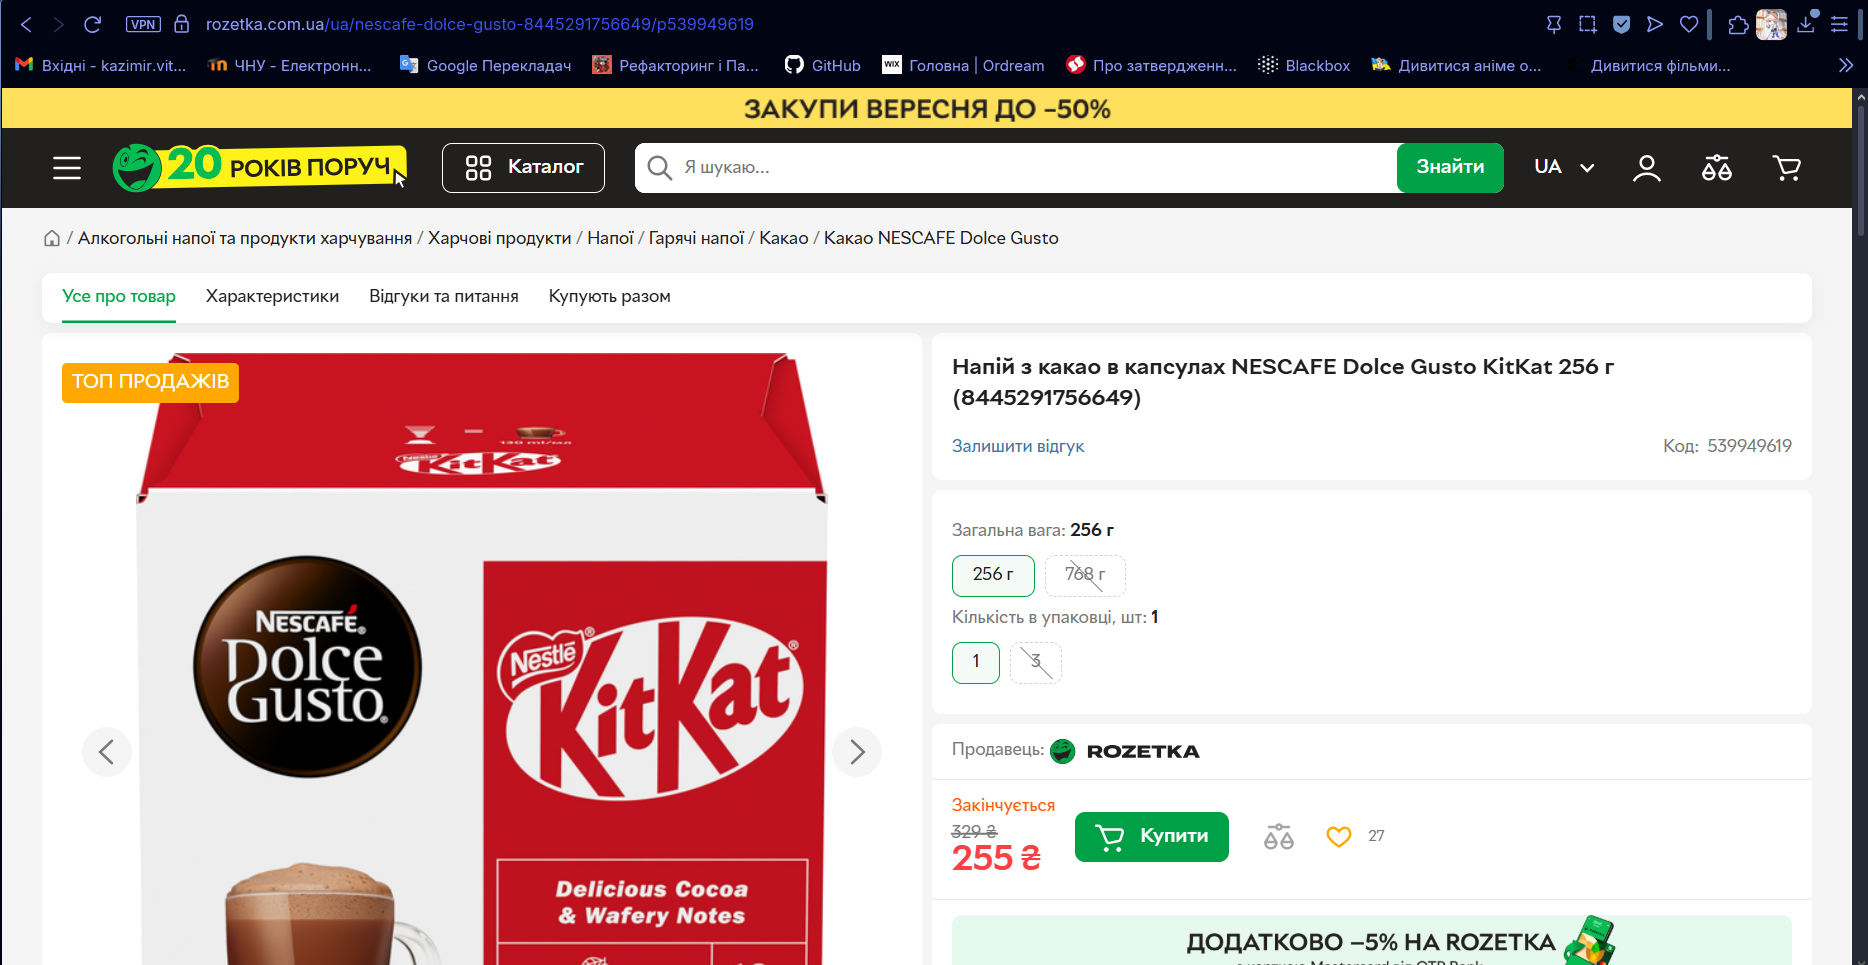 VPN
rozetka.com.ua/ua/nescafe-dolce-gusto-8445291756649/p539949619
Вхідні - kazimir.vit...
ЧНУ - Електронн...
Google Перекладач
Рефакторинг і Па...
GitHub
WIX
Головна | Ordream
Про затвердженн...
Blackbox
Дивитися аніме о...
Дивитися фільми...
ЗАКУПИ ВЕРЕСНЯ ДО –50%
20 РОКІВ ПОРУЧ
Каталог
Я шукаю...
Знайти
UA
/ Алкогольні напої та продукти харчування / Харчові продукти / Напої / Гарячі напої / Какао / Какао NESCAFE Dolce Gusto
Усе про товар
Характеристики
Відгуки та питання
Купують разом
ТОП ПРОДАЖІВ
Nestlé KitKat
NESCAFÉ®
Dolce
Gusto®
Nestlé®
KitKat®
Delicious Cocoa
& Wafery Notes
Напій з какао в капсулах NESCAFE Dolce Gusto KitKat 256 г
(8445291756649)
Залишити відгук
Код: 539949619
Загальна вага: 256 г
256 г
768 г
Кількість в упаковці, шт: 1
1
3
Продавець: ROZETKA
Закінчується
329 ₴
255 ₴
Купити
27
ДОДАТКОВО –5% НА ROZETKA